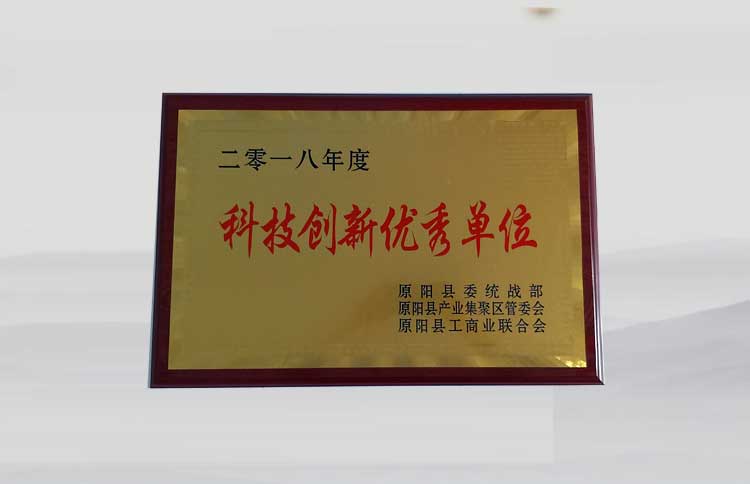 二零一八年度
科技创新优秀单位
原阳县委统战部
原阳县产业集聚区管委会
原阳县工商业联合会